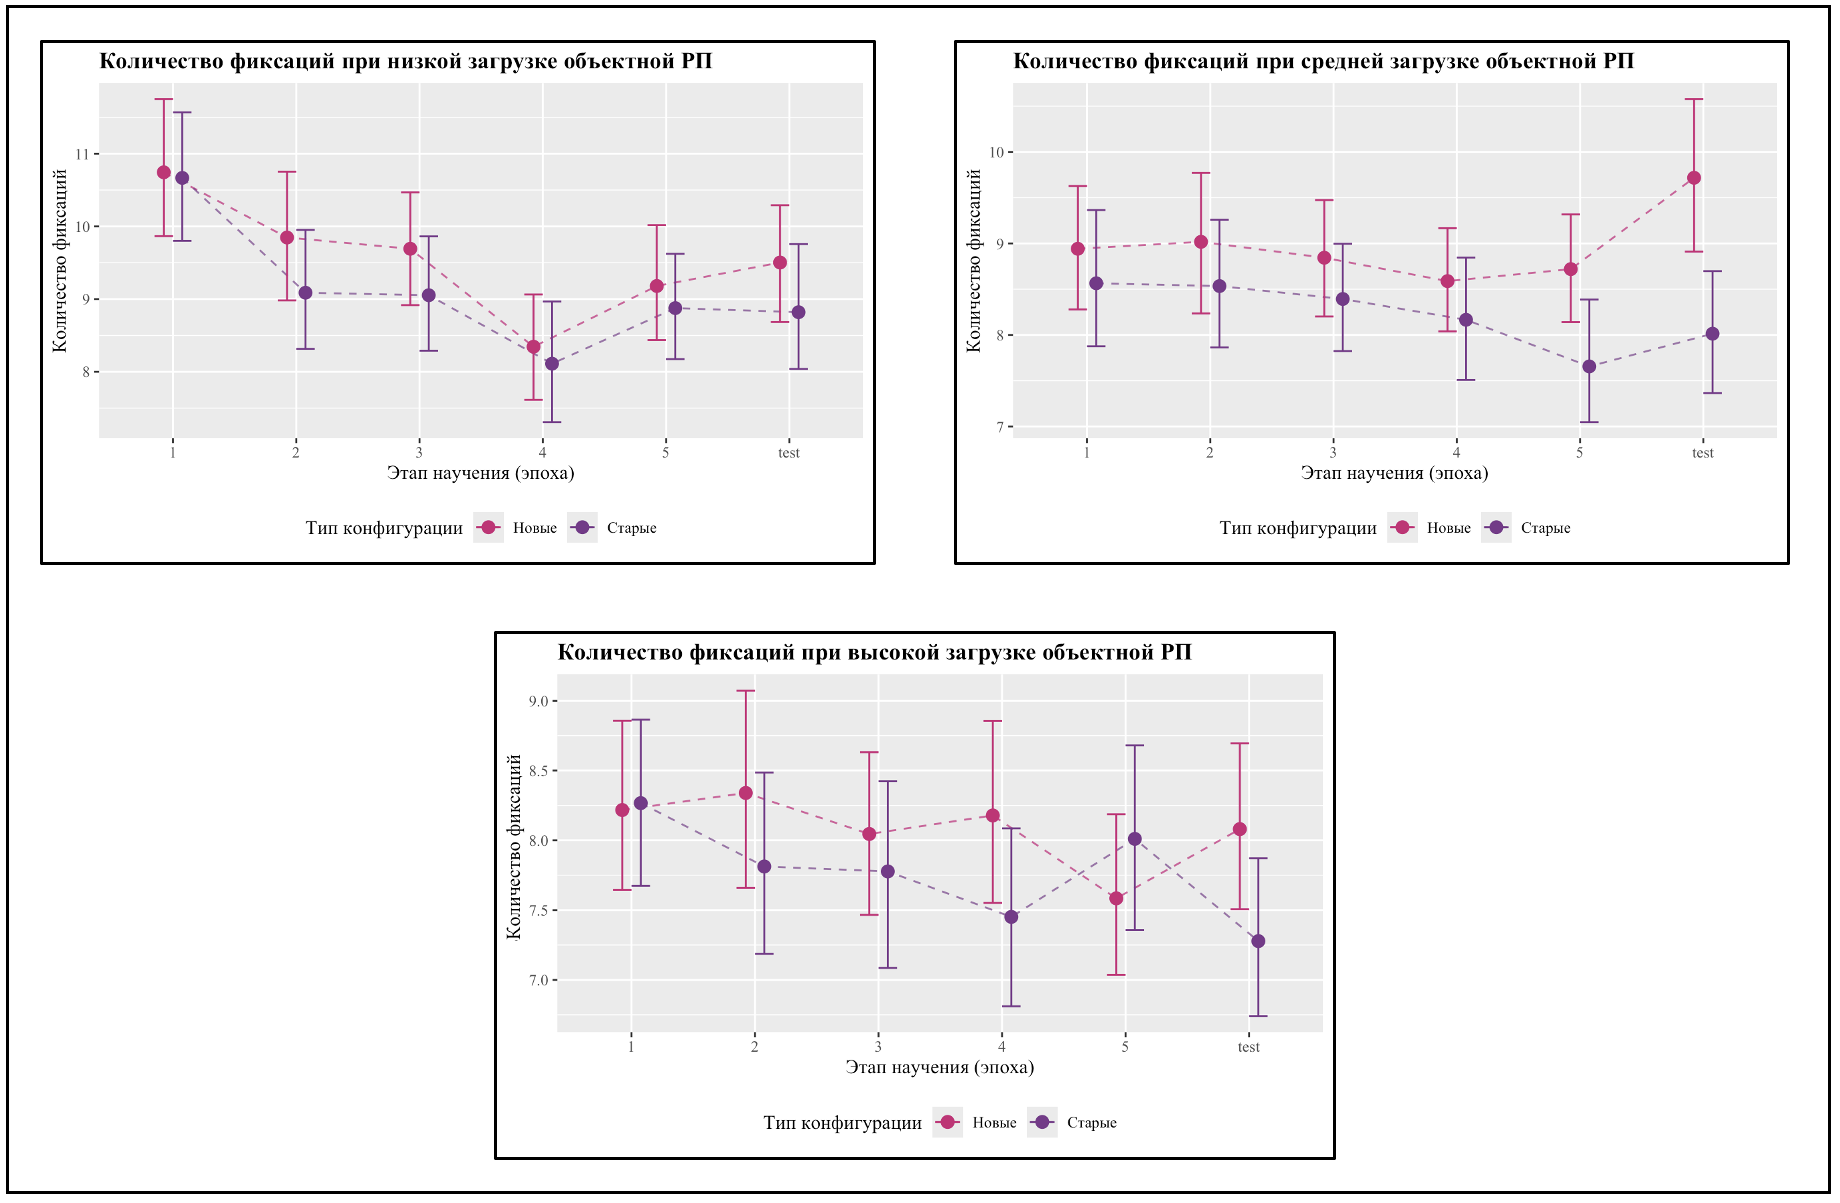 Количество фиксаций при низкой загрузке объектной РП
Количество фиксаций
11
10
9
8
1 2 3 4 5 test
Этап научения (эпоха)
Тип конфигурации Новые Старые
Количество фиксаций при средней загрузке объектной РП
Количество фиксаций
10
9
8
7
1 2 3 4 5 test
Этап научения (эпоха)
Тип конфигурации Новые Старые
Количество фиксаций при высокой загрузке объектной РП
Количество фиксаций
9.0
8.5
8.0
7.5
7.0
1 2 3 4 5 test
Этап научения (эпоха)
Тип конфигурации Новые Старые